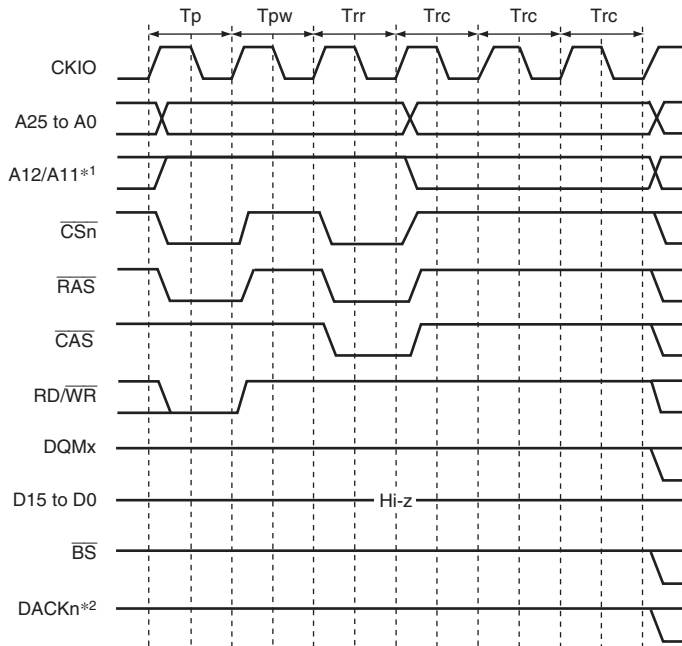 Tp Tpw Trr Trc Trc Trc
CKIO
A25 to A0
A12/A11*1
CSn
RAS
CAS
RD/WR
DQMx
D15 to D0
Hi-z
BS
DACKn*2